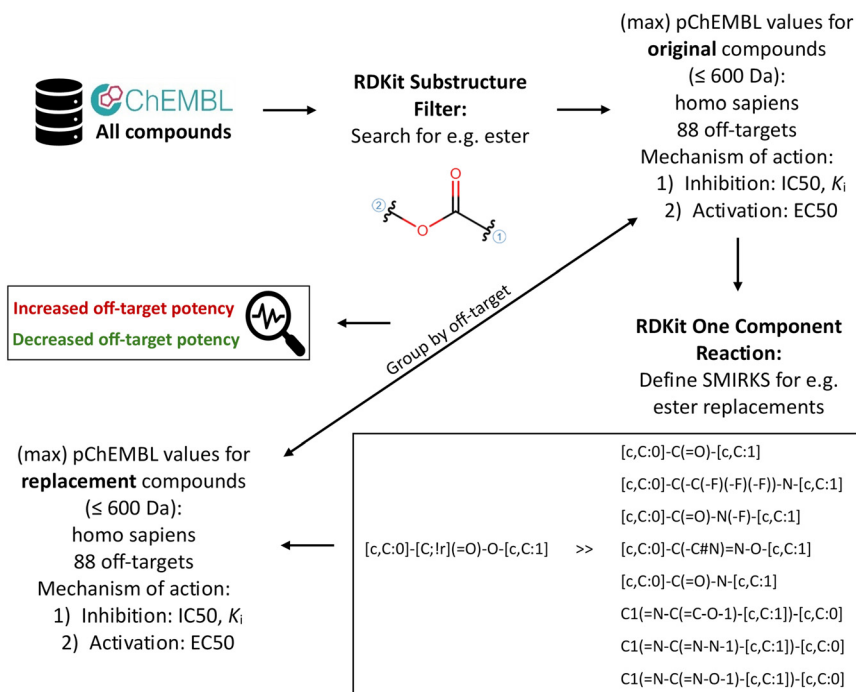 ChEMBL
All compounds
RDKit Substructure
Filter:
Search for e.g. ester
O
O
②
①
(max) pChEMBL values for
original compounds
(≤ 600 Da):
homo sapiens
88 off-targets
Mechanism of action:
1) Inhibition: IC50, Ki
2) Activation: EC50
RDKit One Component
Reaction:
Define SMIRKS for e.g.
ester replacements
Group by off-target
Increased off-target potency
Decreased off-target potency
(max) pChEMBL values for
replacement compounds
(≤ 600 Da):
homo sapiens
88 off-targets
Mechanism of action:
1) Inhibition: IC50, Ki
2) Activation: EC50
[c,C:0]-[C;!r](=O)-O-[c,C:1] >>
[c,C:0]-C(=O)-[c,C:1]
[c,C:0]-C(-C(-F)(-F)(-F))-N-[c,C:1]
[c,C:0]-C(=O)-N(-F)-[c,C:1]
[c,C:0]-C(-C#N)=N-O-[c,C:1]
[c,C:0]-C(=O)-N-[c,C:1]
C1(=N-C(=C-O-1)-[c,C:1])-[c,C:0]
C1(=N-C(=N-N-1)-[c,C:1])-[c,C:0]
C1(=N-C(=N-O-1)-[c,C:1])-[c,C:0]